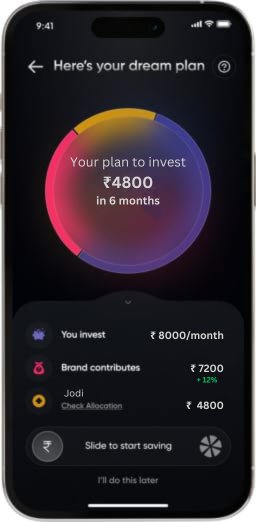 9:41
Here's your dream plan
Your plan to invest
₹4800
in 6 months
You invest ₹ 8000/month
Brand contributes ₹ 7200
+ 12%
Jodi
Check Allocation ₹ 4800
₹ Slide to start saving
I'll do this later